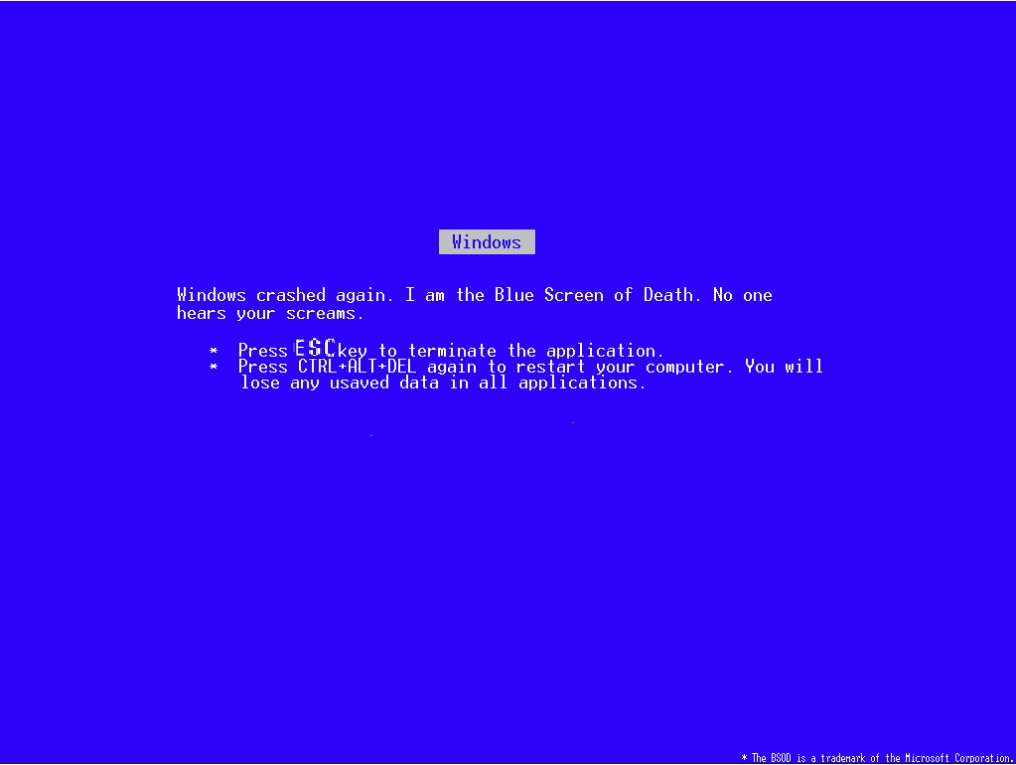 Windows
Windows crashed again. I am the Blue Screen of Death. No one
hears your screams.
* Press ESC key to terminate the application.
* Press CTRL+ALT+DEL again to restart your computer. You will
lose any usaved data in all applications.
* The BSOD is a trademark of the Microsoft Corporation.